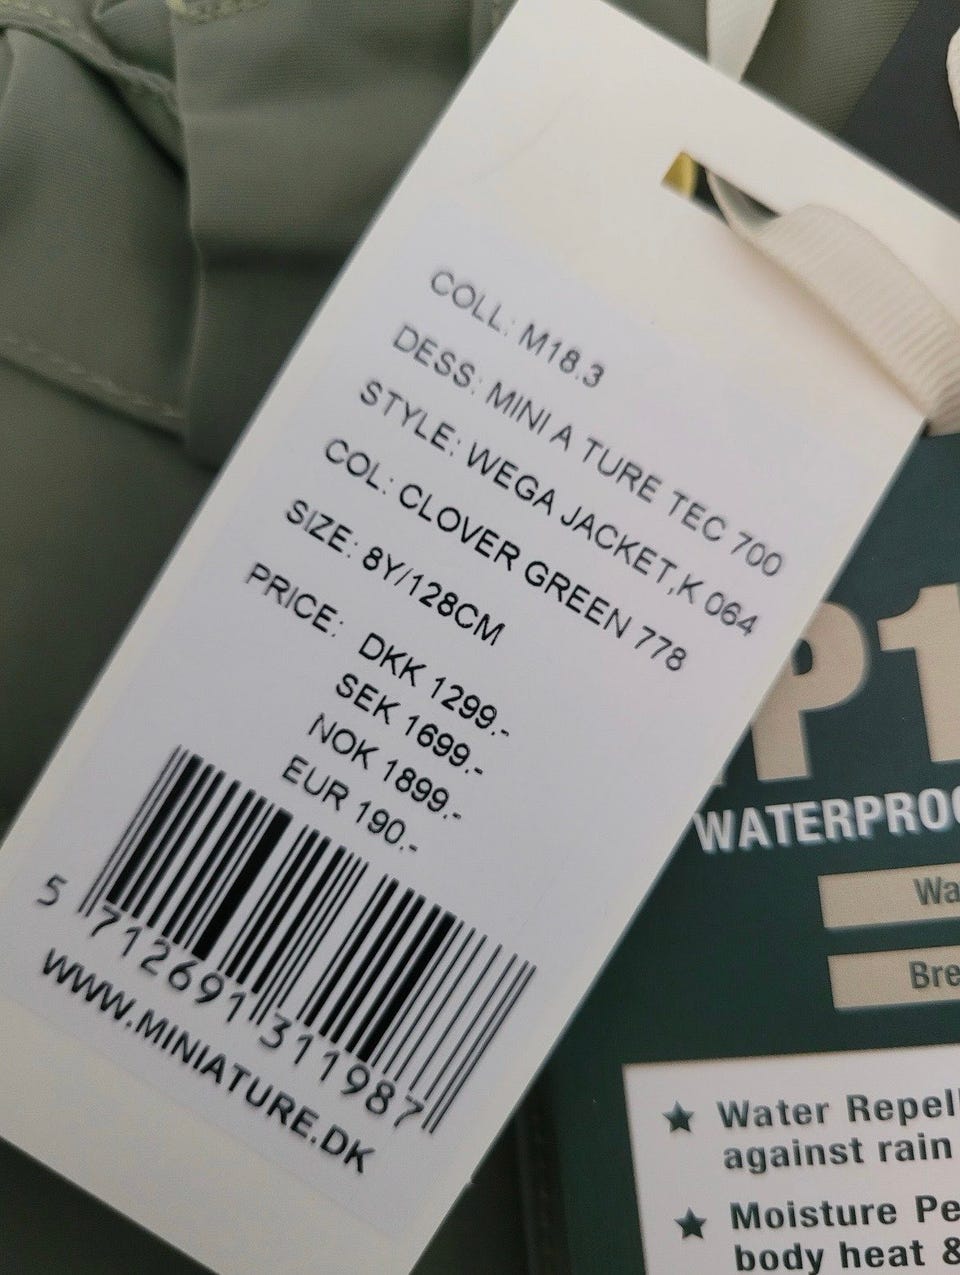 COLL: M18.3
DESS: MINI A TURE TEC 700
STYLE: WEGA JACKET,K 064
COL: CLOVER GREEN 778
SIZE: 8Y/128CM
PRICE: DKK 1299.-
SEK 1699.-
NOK 1899.-
EUR 190.-
5 712691 311987
WWW.MINIATURE.DK
P1
WATERPROO
Wa
Bre
★ Water Repell
against rain
★ Moisture Pe
body heat &